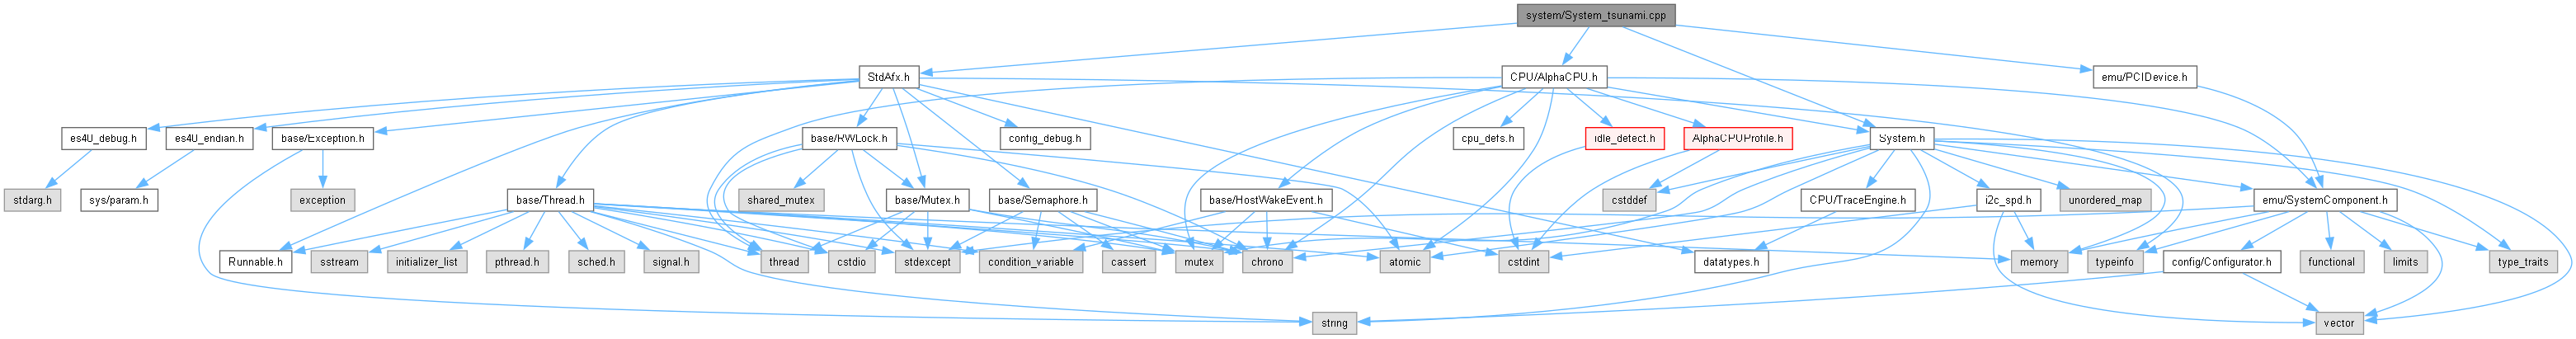 system/System_tsunami.cpp
StdAfx.h
CPU/AlphaCPU.h
emu/PCIDevice.h
es40_debug.h
es40_endian.h
base/Exception.h
base/RWLock.h
config_debug.h
cpu_defs.h
idle_detect.h
AlphaCPUProfile.h
System.h
stdarg.h
sys/param.h
exception
base/Thread.h
shared_mutex
base/Mutex.h
base/Semaphore.h
base/HostWakeEvent.h
cstddef
CPU/TraceEngine.h
i2c_spd.h
unordered_map
emu/SystemComponent.h
Runnable.h
sstream
initializer_list
pthread.h
sched.h
signal.h
thread
cstdio
stdexcept
condition_variable
cassert
mutex
chrono
atomic
cstdint
datatypes.h
memory
typeinfo
config/Configurator.h
functional
limits
type_traits
string
vector